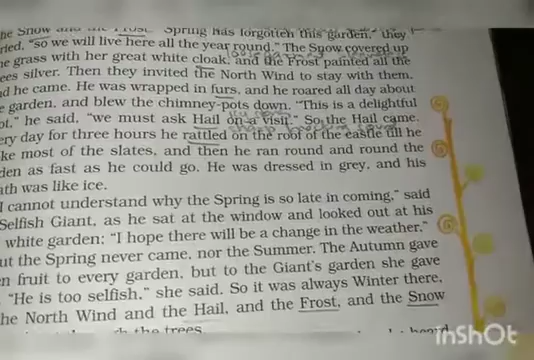 he Snow and the Frost. "Spring has forgotten this garden," they
ried, "so we will live here all the year round." The Snow covered up
he grass with her great white cloak, and the Frost painted all the
ees silver. Then they invited the North Wind to stay with them,
nd he came. He was wrapped in furs, and he roared all day about
e garden, and blew the chimney-pots down. "This is a delightful
ot," he said, "we must ask Hail on a visit." So the Hail came.
ery day for three hours he rattled on the roof of the castle till he
ke most of the slates, and then he ran round and round the
den as fast as he could go. He was dressed in grey, and his
ath was like ice.
I cannot understand why the Spring is so late in coming," said
Selfish Giant, as he sat at the window and looked out at his
white garden; "I hope there will be a change in the weather."
ut the Spring never came, nor the Summer. The Autumn gave
n fruit to every garden, but to the Giant's garden she gave
"He is too selfish," she said. So it was always Winter there,
he North Wind and the Hail, and the Frost, and the Snow
the trees.
heard
InShOt